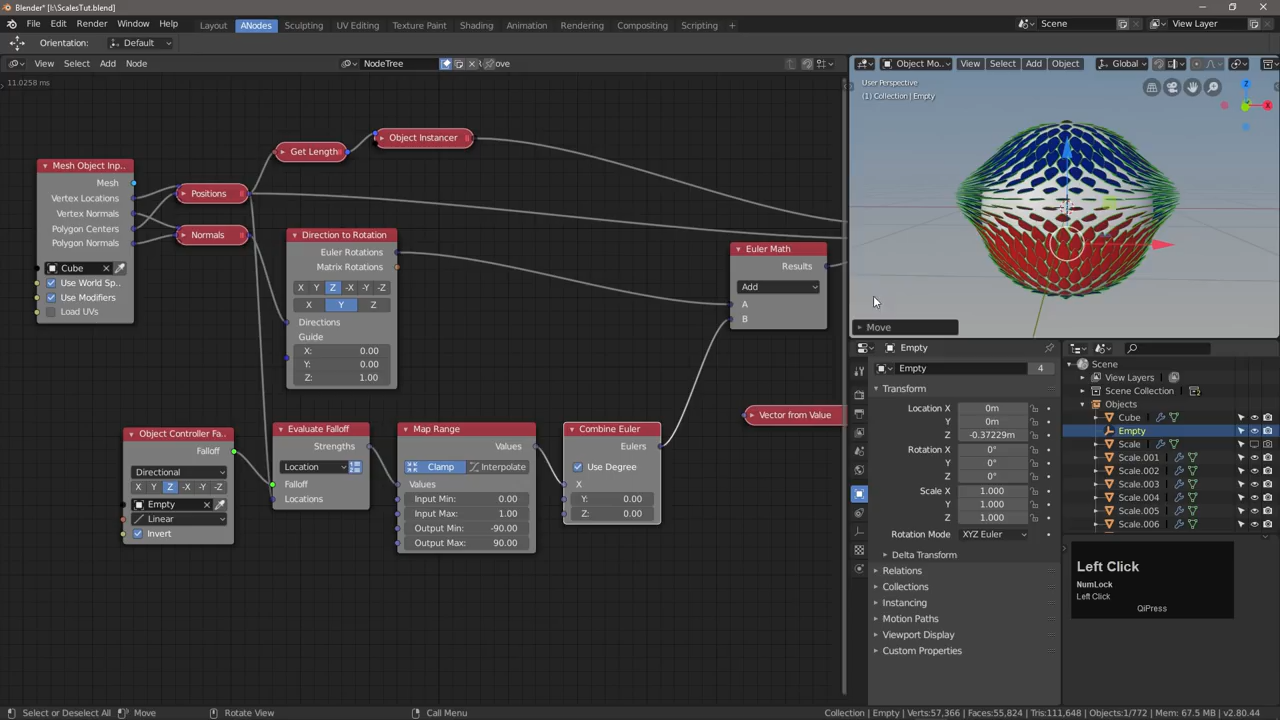 Blender* [I:\ScalesTut.blend]
File Edit Render Window Help
Layout ANodes Sculpting UV Editing Texture Paint Shading Animation Rendering Compositing Scripting +
Scene
View Layer
Orientation: Default
View Select Add Node
NodeTree
Object Mo...
View Select Add Object
Global
11.0258 ms
User Perspective
(1) Collection | Empty
Z
X
Move
Get Length
Object Instancer
Mesh Object Inp..
Mesh
Vertex Locations
Vertex Normals
Polygon Centers
Polygon Normals
Cube
Use World Sp..
Use Modifiers
Load UVs
Positions
Normals
Direction to Rotation
Euler Rotations
Matrix Rotations
X Y Z -X -Y -Z
X Y Z
Directions
Guide
X: 0.00
Y: 0.00
Z: 1.00
Euler Math
Results
Add
A
B
Vector from Value
Object Controller Fa..
Falloff
Directional
X Y Z -X -Y -Z
Empty
Linear
Invert
Evaluate Falloff
Strengths
Location
Falloff
Locations
Map Range
Values
Clamp Interpolate
Values
Input Min: 0.00
Input Max: 1.00
Output Min: -90.00
Output Max: 90.00
Combine Euler
Eulers
Use Degree
X
Y: 0.00
Z: 0.00
Empty
Empty 4
Transform
Location X 0m
Y 0m
Z -0.37229m
Rotation X 0°
Y 0°
Z 0°
Scale X 1.000
Y 1.000
Z 1.000
Rotation Mode XYZ Euler
Delta Transform
Relations
Collections
Instancing
Motion Paths
Viewport Display
Custom Properties
Scene
View Layers
Scene Collection
Objects
Cube
Empty
Scale
Scale.001
Scale.002
Scale.003
Scale.004
Scale.005
Scale.006
Left Click
NumLock
Left Click
QiPress
Select or Deselect All Move Rotate View Call Menu
Collection | Empty | Verts:57,366 | Faces:55,824 | Tris:111,648 | Objects:1/772 | Mem: 67.5 MB | v2.80.44